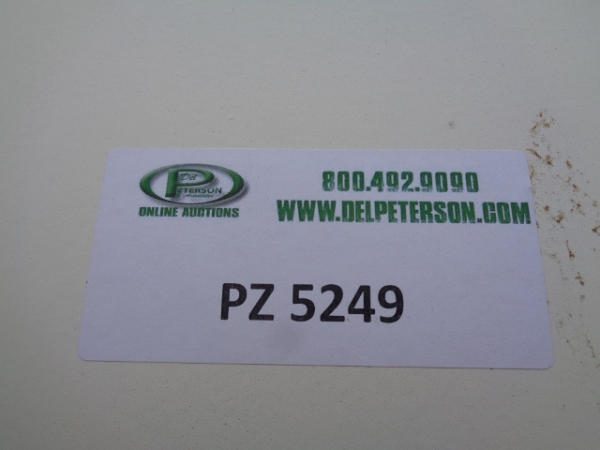 Del
PETERSON
ONLINE AUCTIONS
800.492.9090
WWW.DELPETERSON.COM
PZ 5249